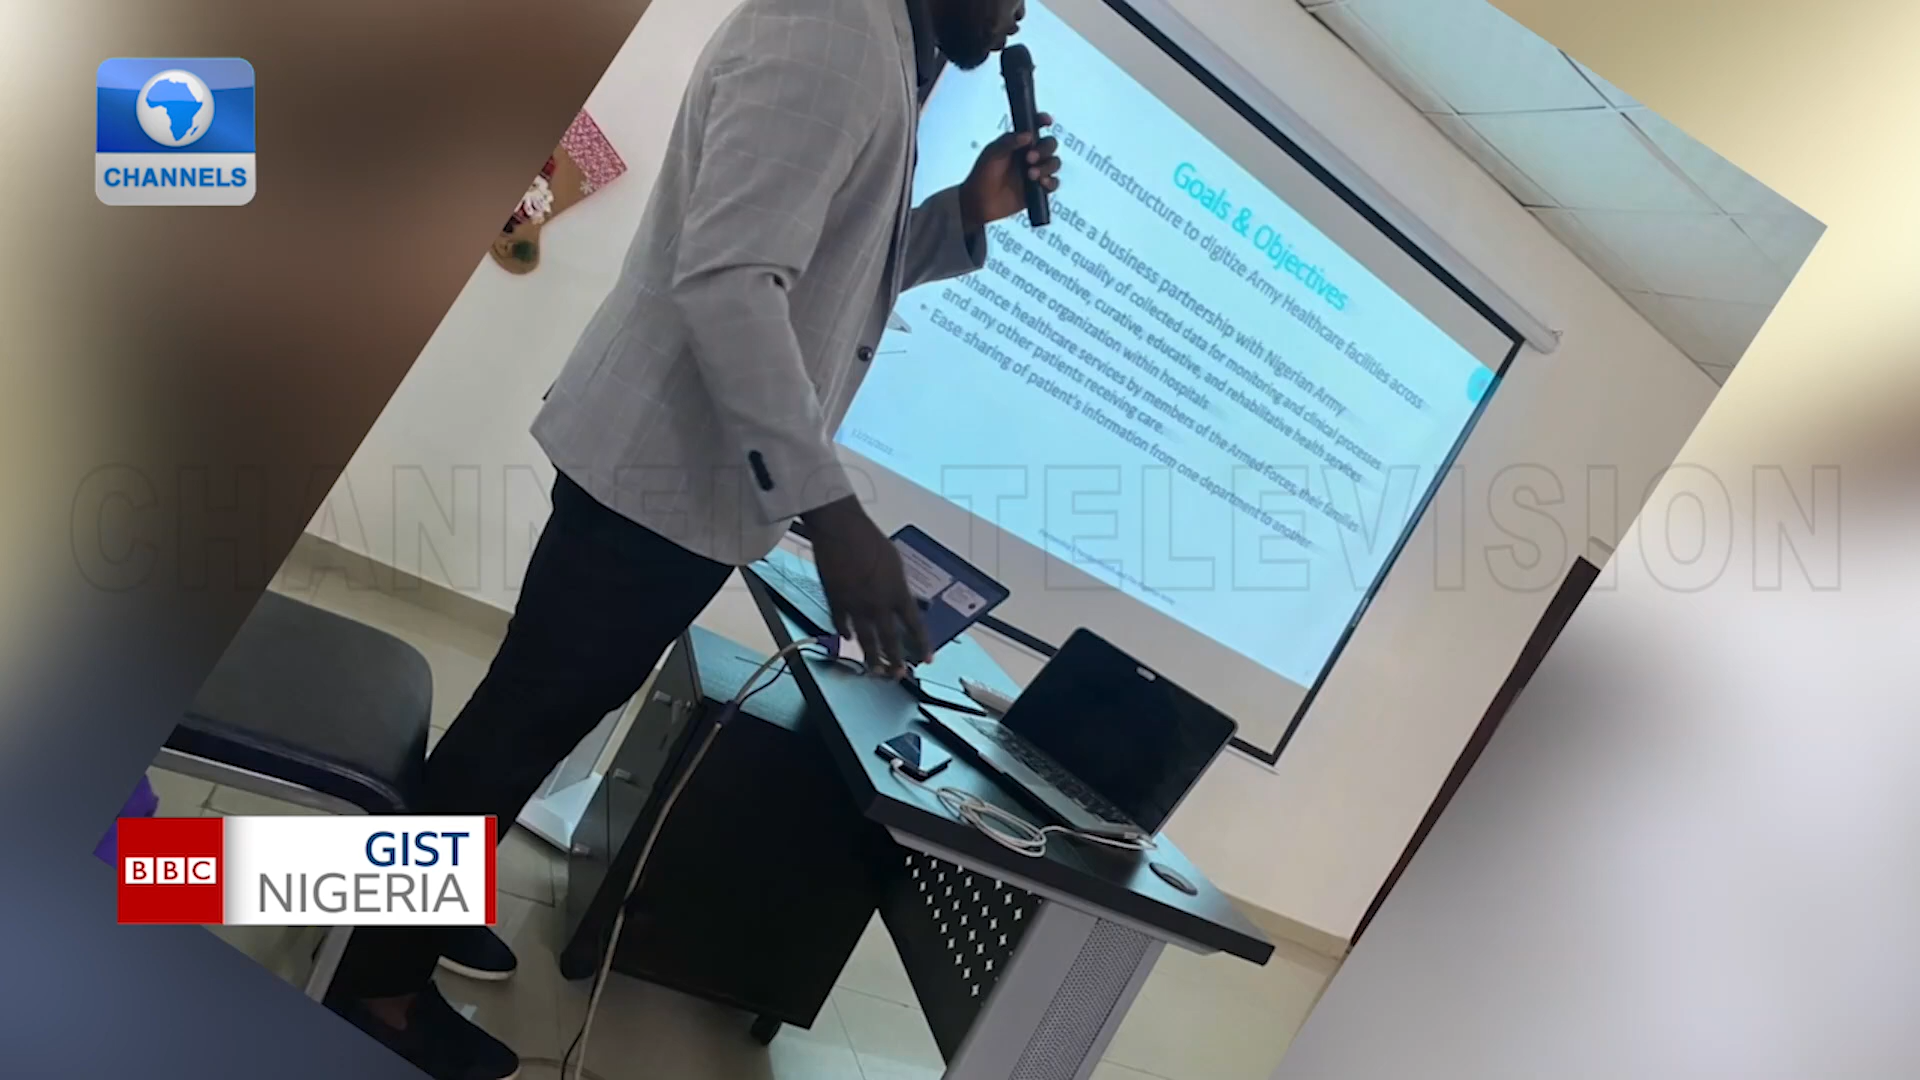 CHANNELS
Goals & Objectives
an infrastructure to digitize Army Healthcare facilities across
a business partnership with Nigerian Army
the quality of collected data for monitoring and clinical processes
preventive, curative, educative, and rehabilitative health services
more organization within hospitals
healthcare services by members of the Armed Forces, their families
and any other patients receiving care.
• Ease sharing of patient's information from one department to another
CHANNELS TELEVISION
BBC
GIST
NIGERIA